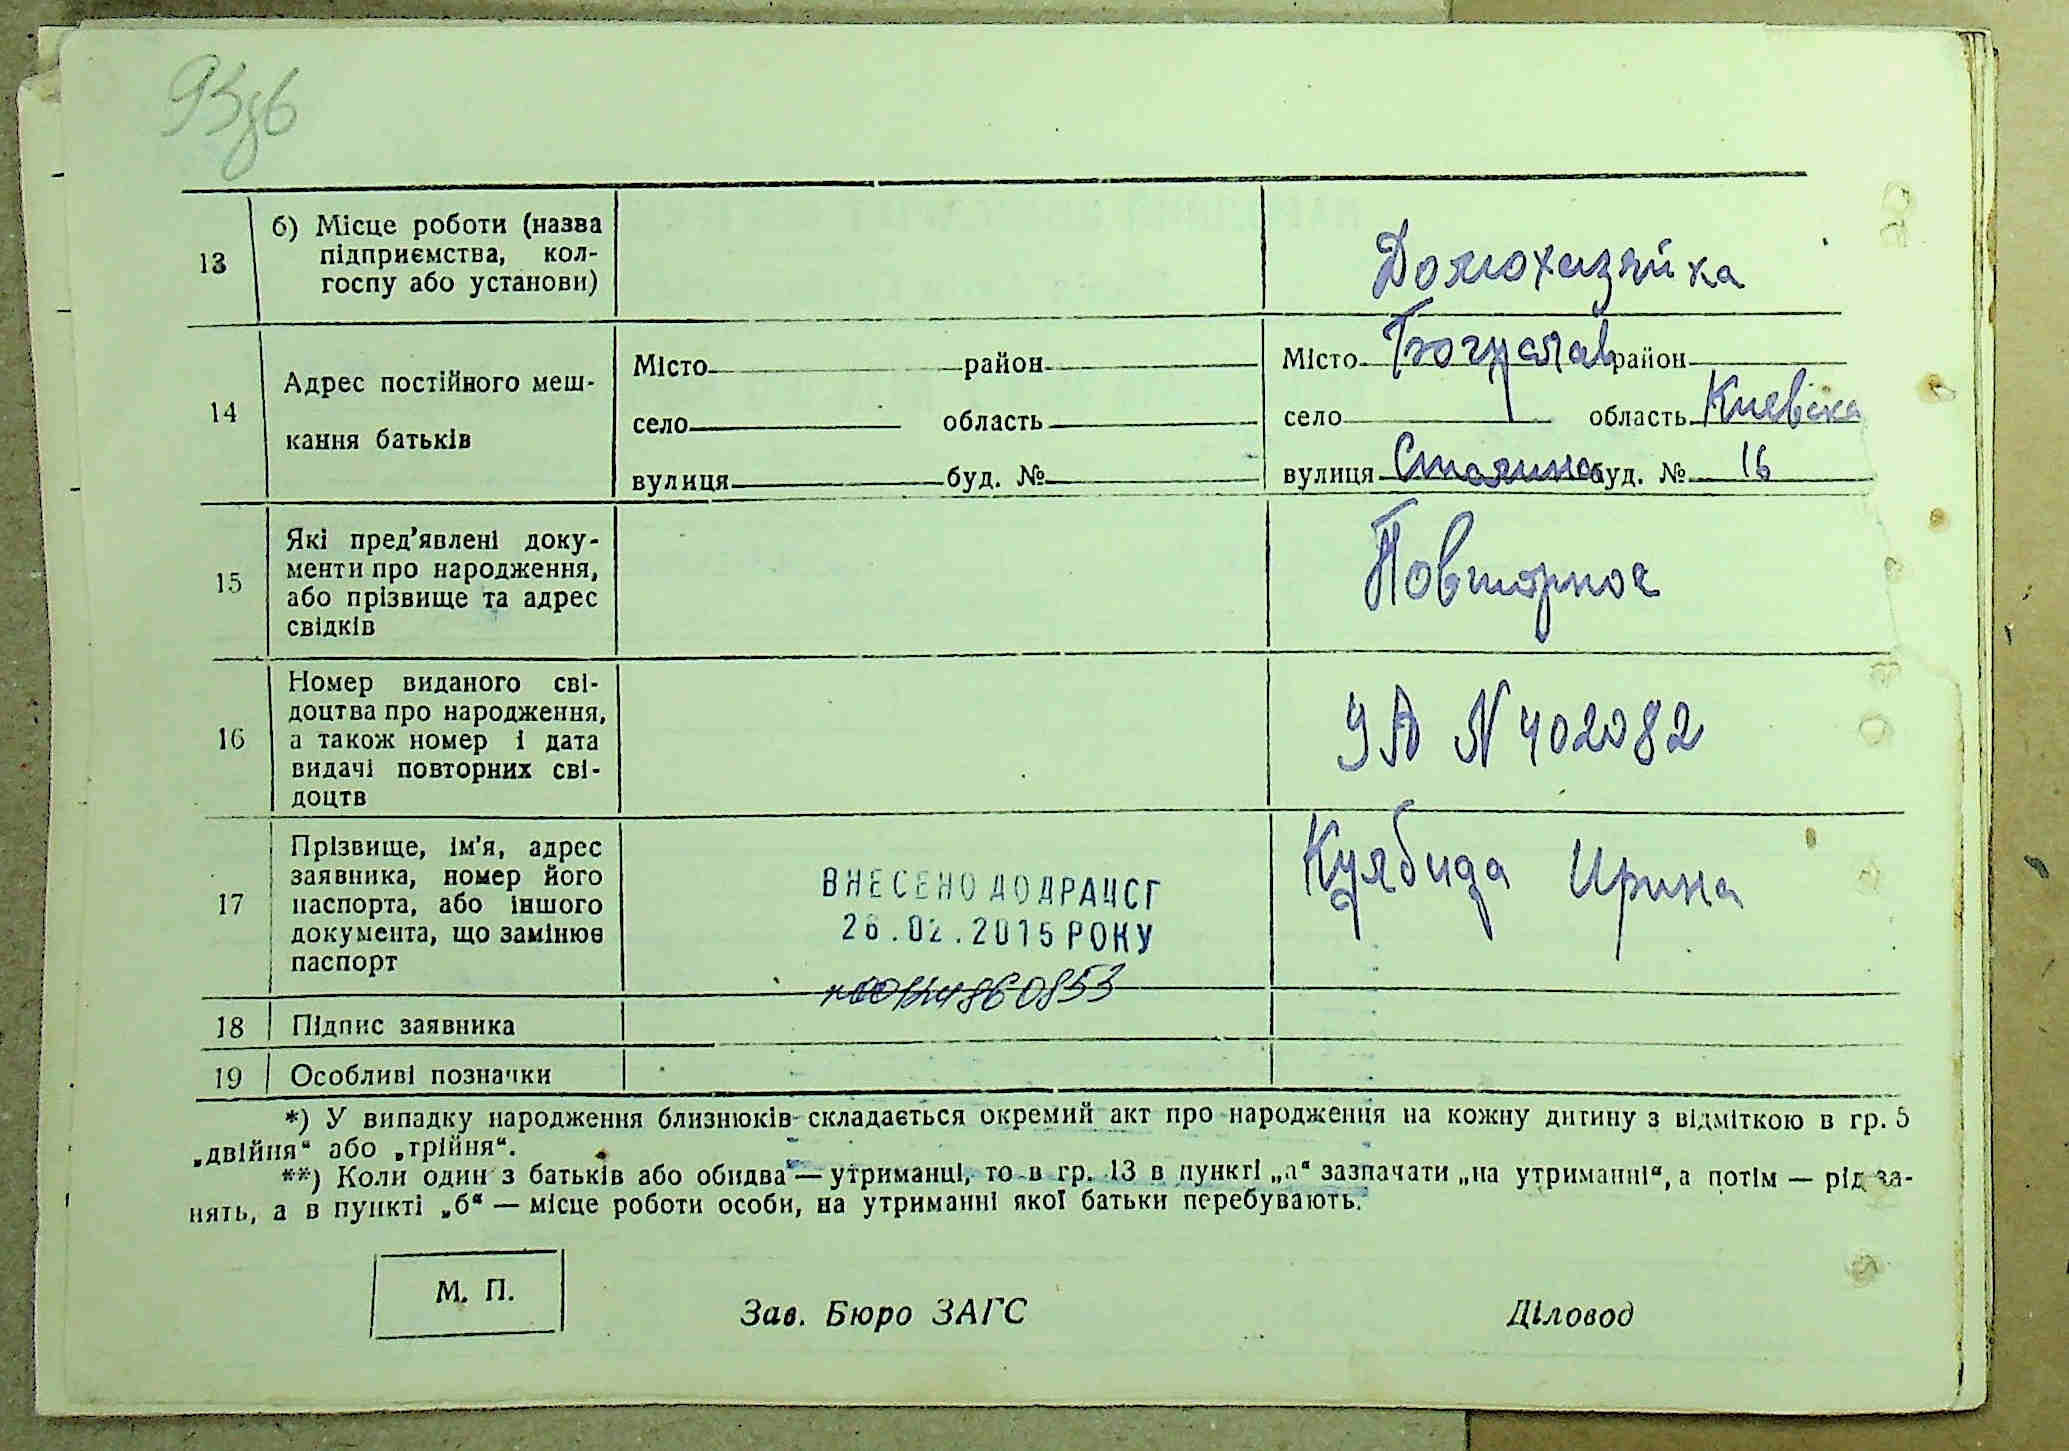 93зв
13
б) Місце роботи (назва
підприємства, кол-
госпу або установи)
Домохазяйка
14
Адрес постійного меш-
кання батьків
Місто район
село область
вулиця буд. №
Місто Богуслав район
село область Киевска
вулиця Сталина буд. № 16
15
Які пред'явлені доку-
менти про народження,
або прізвище та адрес
свідків
Повторное
16
Номер виданого сві-
доцтва про народження,
а також номер і дата
видачі повторних сві-
доцтв
УА N 402082
17
Прізвище, ім'я, адрес
заявника, номер його
паспорта, або іншого
документа, що замінює
паспорт
ВНЕСЕНО ДО ДРАЦСГ
26.02.2015 РОКУ
Куябида Ирина
18
Підпис заявника
19
Особливі позначки
*) У випадку народження близнюків складається окремий акт про народження на кожну дитину з відміткою в гр. 5
„двійня“ або „трійня“.
**) Коли один з батьків або обидва — утриманці, то в гр. 13 в пункті „а“ зазначати „на утриманні“, а потім — рід за-
нять, а в пункті „б“ — місце роботи особи, на утриманні якої батьки перебувають.
М. П.
Зав. Бюро ЗАГС
Діловод